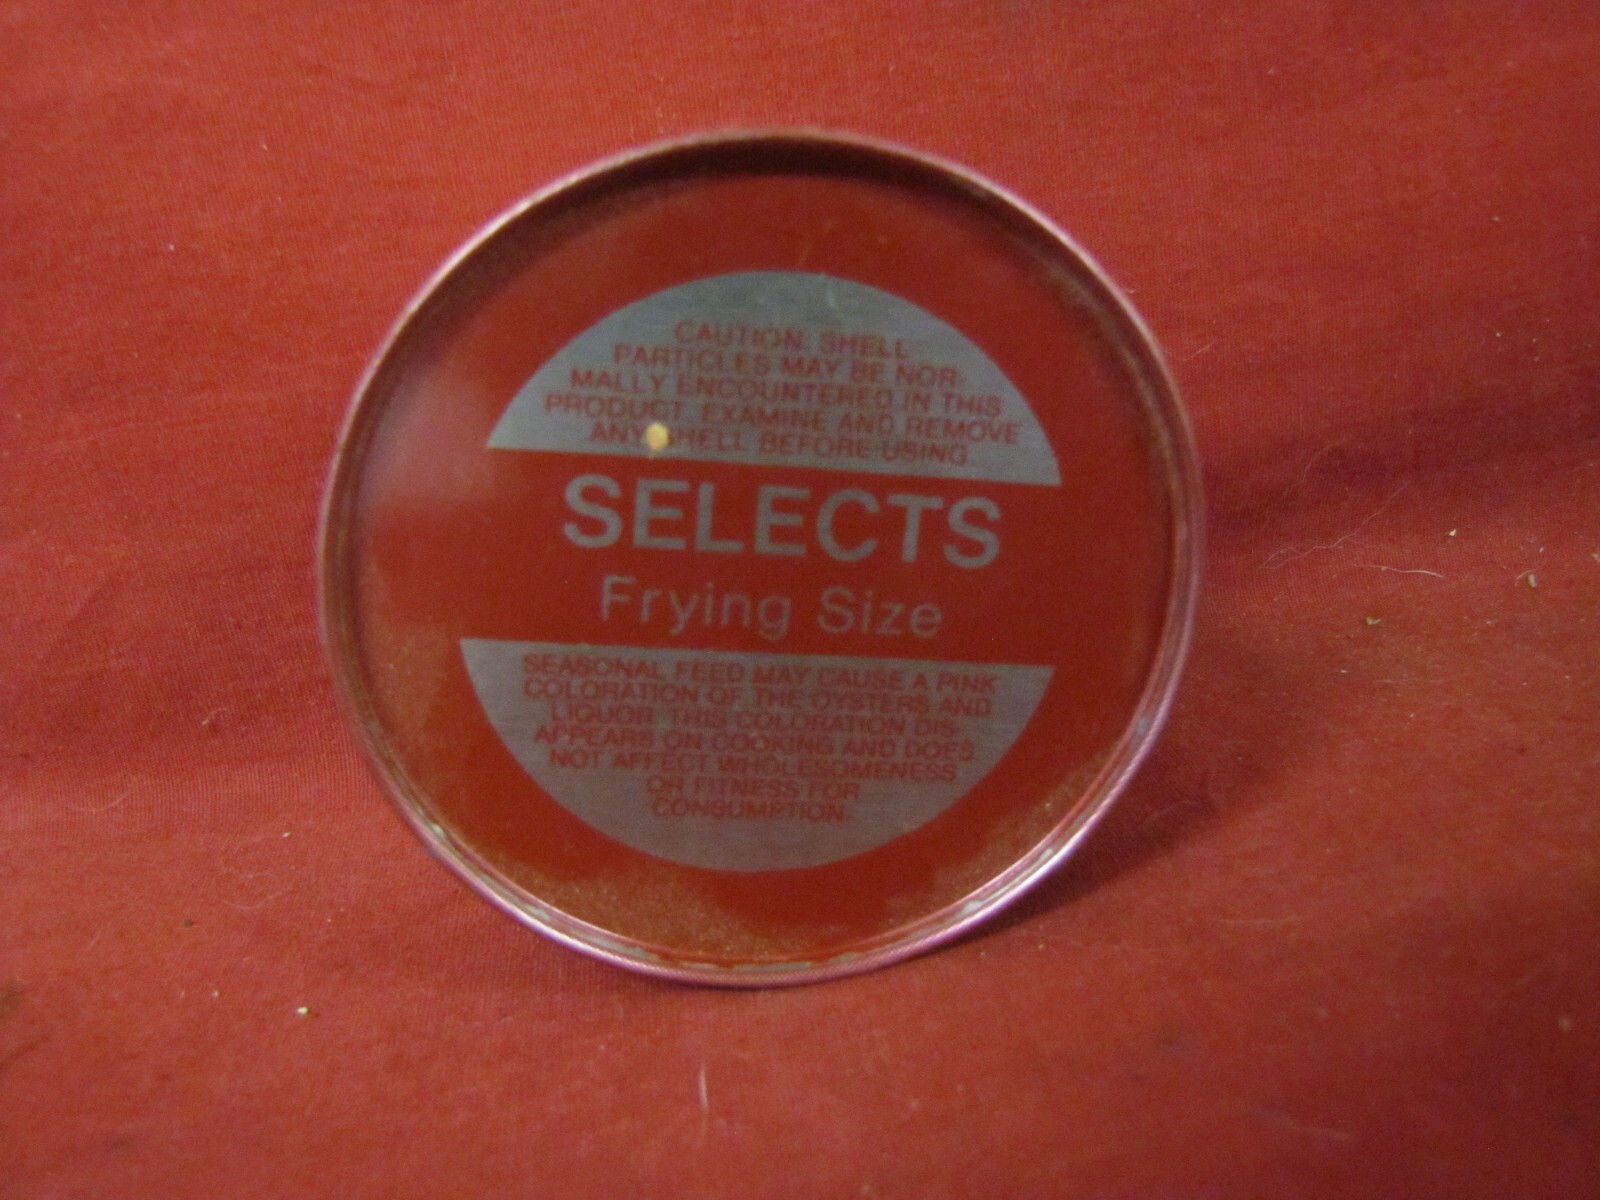 CAUTION: SHELL
PARTICLES MAY BE NOR-
MALLY ENCOUNTERED IN THIS
PRODUCT. EXAMINE AND REMOVE
ANY SHELL BEFORE USING.
SELECTS
Frying Size
SEASONAL FEED MAY CAUSE A PINK
COLORATION OF THE OYSTERS AND
LIQUOR. THIS COLORATION DIS-
APPEARS ON COOKING AND DOES
NOT AFFECT WHOLESOMENESS
OR FITNESS FOR
CONSUMPTION.